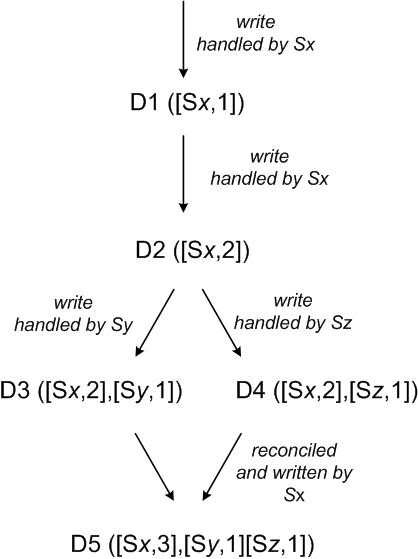 write
handled by Sx
D1 ([Sx,1])
write
handled by Sx
D2 ([Sx,2])
write
handled by Sy
write
handled by Sz
D3 ([Sx,2],[Sy,1])
D4 ([Sx,2],[Sz,1])
reconciled
and written by
Sx
D5 ([Sx,3],[Sy,1][Sz,1])